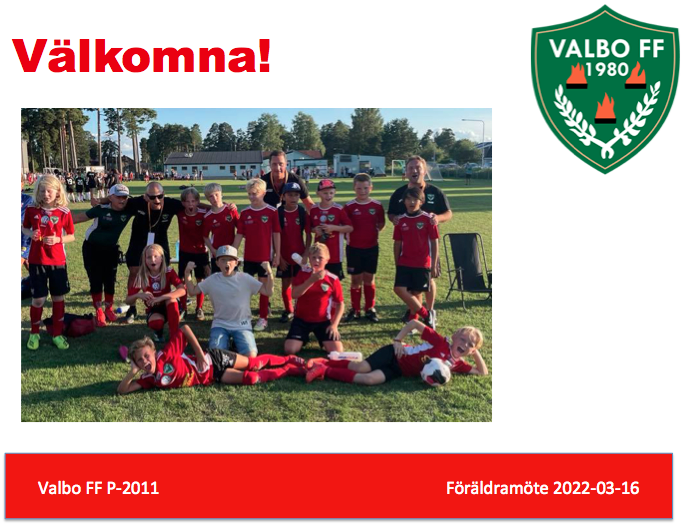 Välkomna!
VALBO FF
1980
Valbo FF P-2011
Föräldramöte 2022-03-16